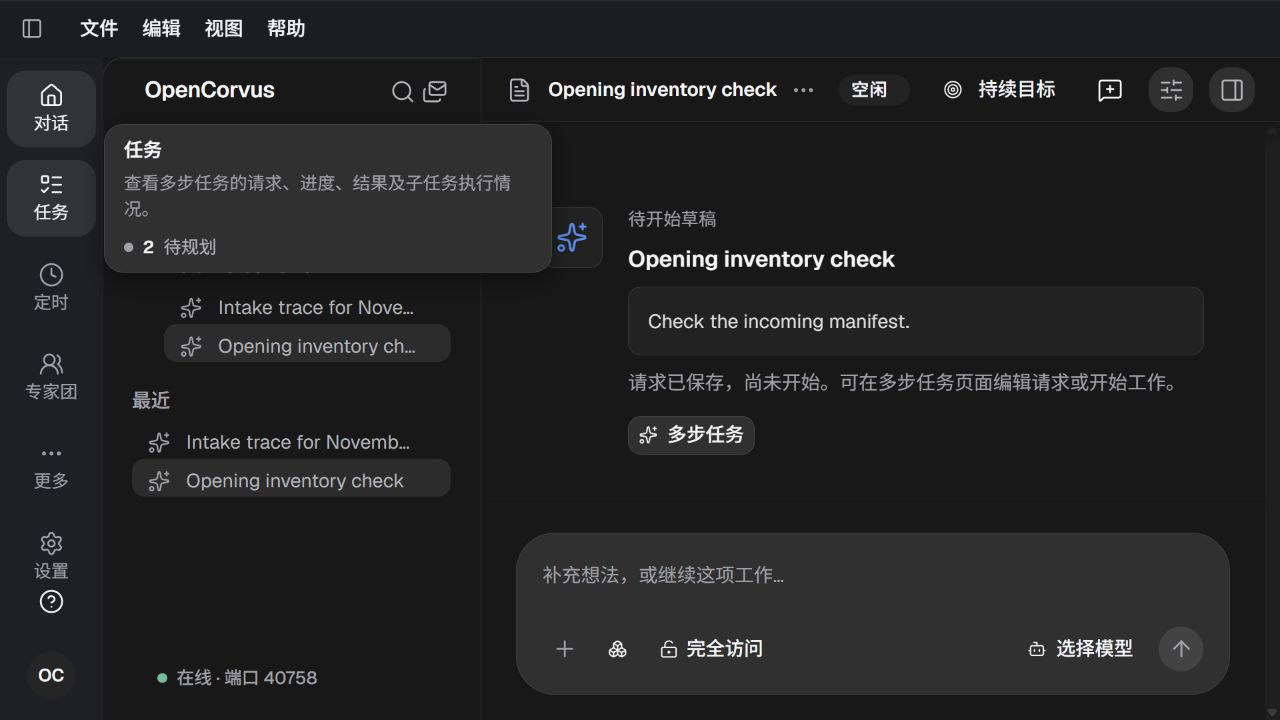 文件 编辑 视图 帮助
对话
任务
定时
专家团
更多
设置
OC
OpenCorvus
任务
查看多步任务的请求、进度、结果及子任务执行情
况。
2 待规划
Intake trace for Nove...
Opening inventory ch...
最近
Intake trace for Novemb...
Opening inventory check
在线 · 端口 40758
Opening inventory check 空闲 持续目标
待开始草稿
Opening inventory check
Check the incoming manifest.
请求已保存，尚未开始。可在多步任务页面编辑请求或开始工作。
多步任务
补充想法，或继续这项工作...
完全访问 选择模型